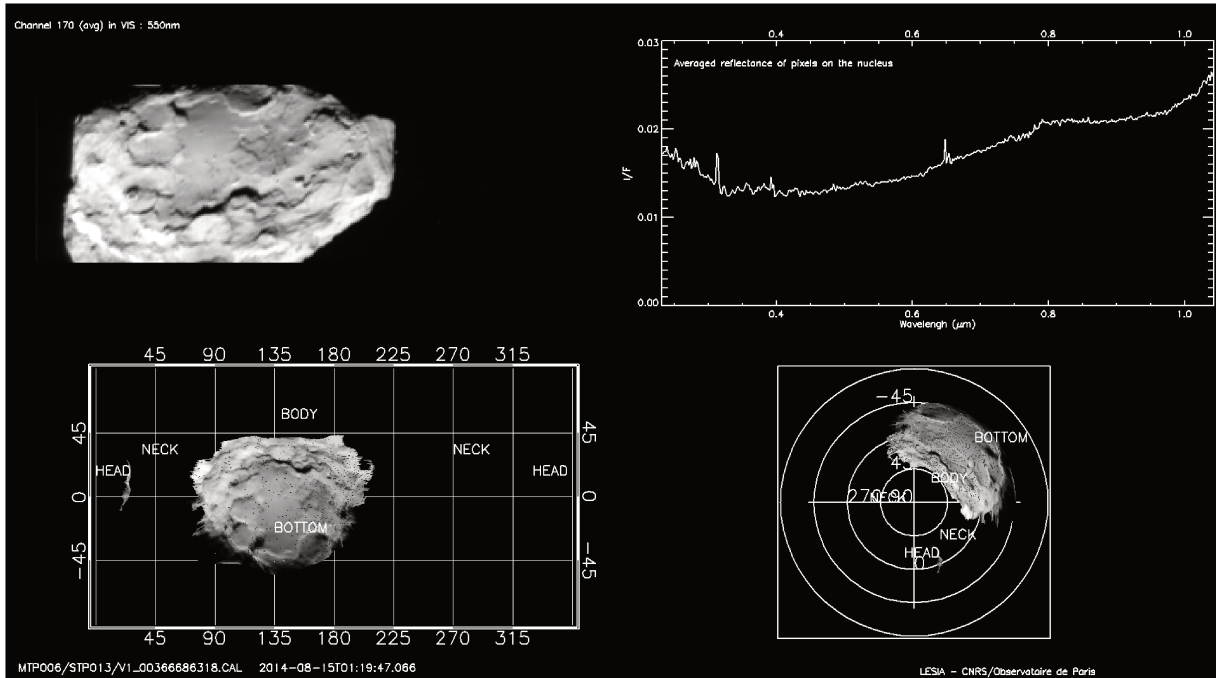 Channel 170 (avg) in VIS : 550nm
0.4 0.6 0.8 1.0
0.03
Averaged reflectance of pixels on the nucleus
0.02
I/F
0.01
0.00
0.4 0.6 0.8 1.0
Wavelengh (μm)
45 90 135 180 225 270 315
BODY
45 45
NECK NECK
HEAD HEAD
0 0
BOTTOM
-45 -45
45 90 135 180 225 270 315
-45
BOTTOM
45
BODY
270 90
NECK
NECK
HEAD
0
MTP006/STP013/V1_00366686318.CAL 2014-08-15T01:19:47.066
LESIA - CNRS/Observatoire de Paris